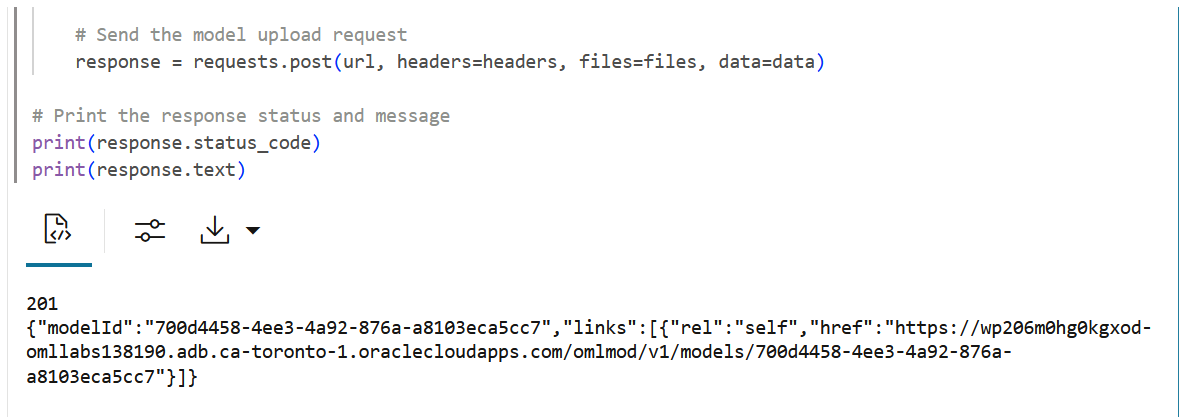 # Send the model upload request
response = requests.post(url, headers=headers, files=files, data=data)
# Print the response status and message
print(response.status_code)
print(response.text)
201
{"modelId":"700d4458-4ee3-4a92-876a-a8103eca5cc7","links":[{"rel":"self","href":"https://wp206m0hg0kgxod-
omllabs138190.adb.ca-toronto-1.oraclecloudapps.com/omlmod/v1/models/700d4458-4ee3-4a92-876a-
a8103eca5cc7"}]}